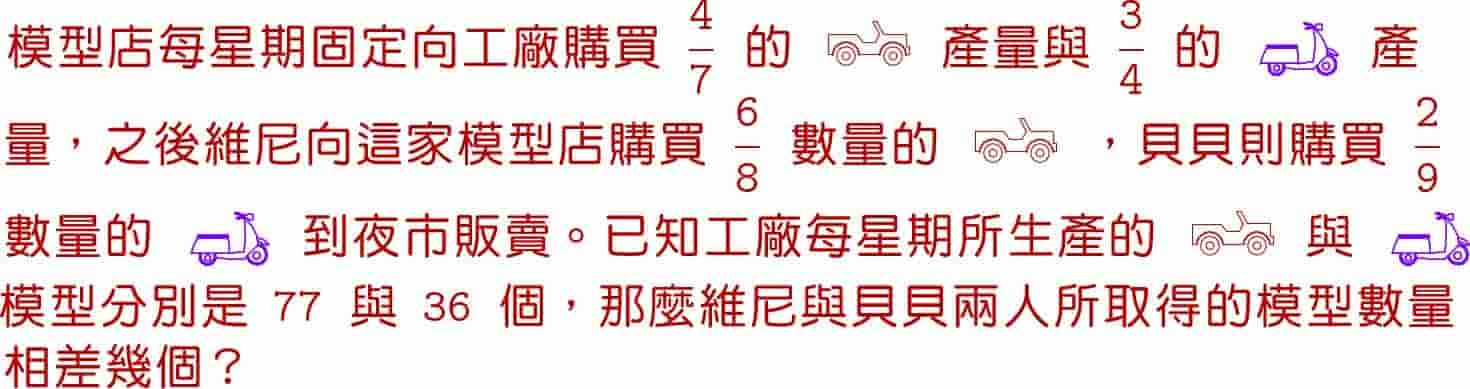 模型店每星期固定向工廠購買 4/7 的 產量與 3/4 的 產
量，之後維尼向這家模型店購買 6/8 數量的 ，貝貝則購買 2/9
數量的 到夜市販賣。已知工廠每星期所生產的 與
模型分別是 77 與 36 個，那麼維尼與貝貝兩人所取得的模型數量
相差幾個？